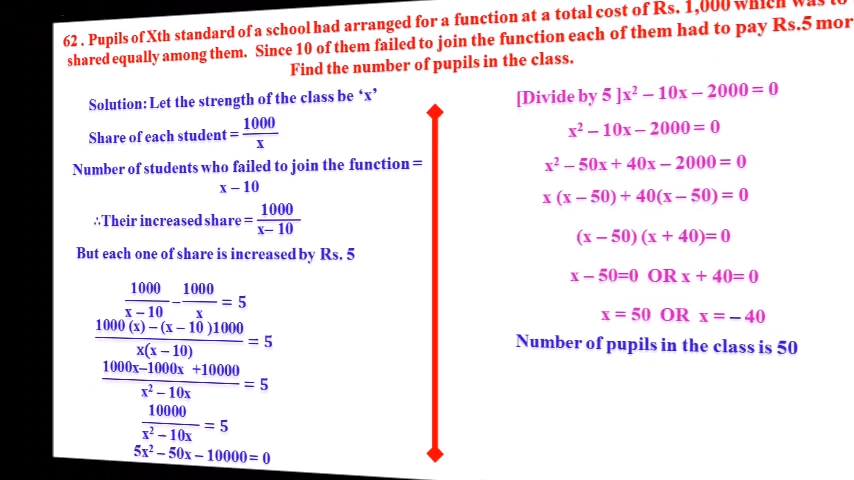 62 . Pupils of Xth standard of a school had arranged for a function at a total cost of Rs. 1,000 which was to
shared equally among them. Since 10 of them failed to join the function each of them had to pay Rs.5 mor
Find the number of pupils in the class.
Solution: Let the strength of the class be ‘x’
Share of each student = 1000/x
Number of students who failed to join the function =
x – 10
∴Their increased share = 1000/x– 10
But each one of share is increased by Rs. 5
1000/x – 10 – 1000/x = 5
1000 (x) – (x – 10 )1000/x(x – 10) = 5
1000x–1000x +10000/x² – 10x = 5
10000/x² – 10x = 5
5x² – 50x – 10000 = 0
[Divide by 5 ]x² – 10x – 2000 = 0
x² – 10x – 2000 = 0
x² – 50x + 40x – 2000 = 0
x (x – 50) + 40(x – 50) = 0
(x – 50) (x + 40)= 0
x – 50=0 OR x + 40= 0
x = 50 OR x = – 40
Number of pupils in the class is 50